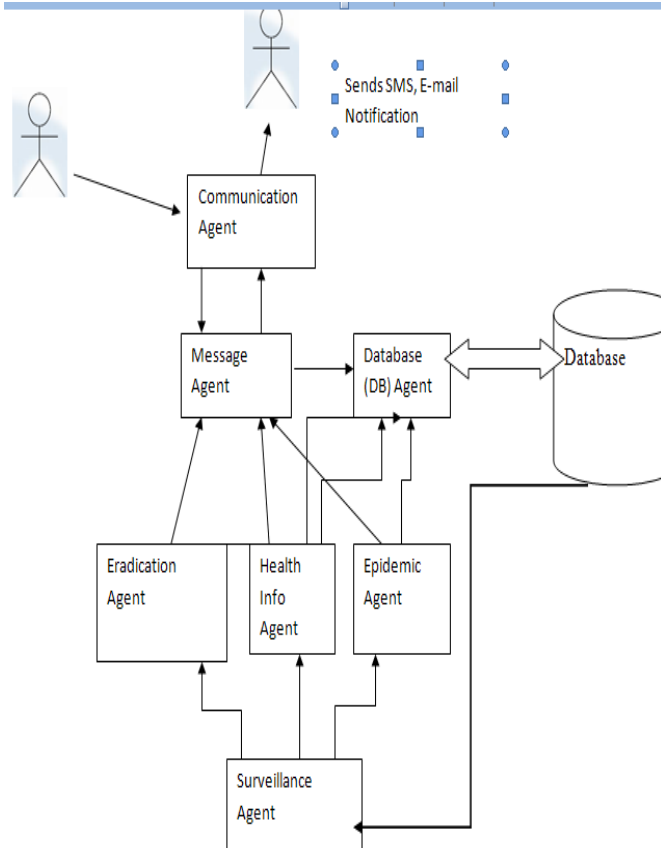 Sends SMS, E-mail
Notification
Communication
Agent
Message
Agent
Database
(DB) Agent
Database
Eradication
Agent
Health
Info
Agent
Epidemic
Agent
Surveillance
Agent